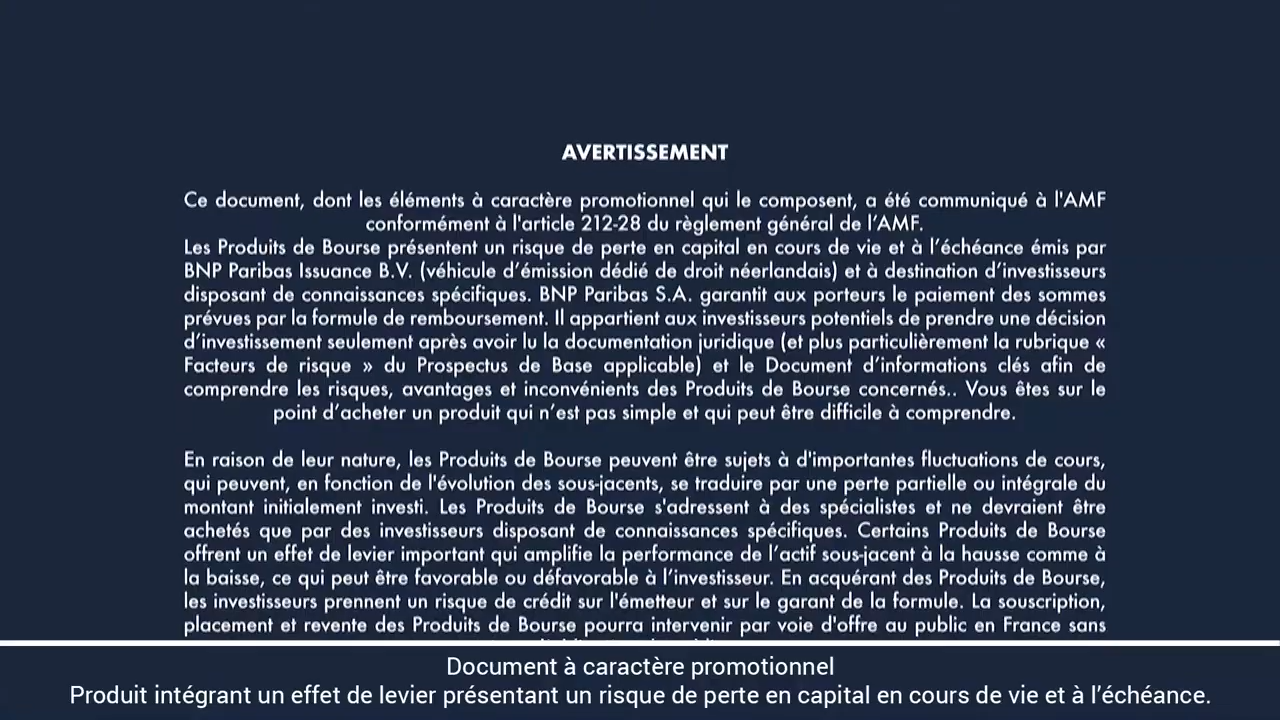 AVERTISSEMENT
Ce document, dont les éléments à caractère promotionnel qui le composent, a été communiqué à l'AMF
conformément à l'article 212-28 du règlement général de l’AMF.
Les Produits de Bourse présentent un risque de perte en capital en cours de vie et à l’échéance émis par
BNP Paribas Issuance B.V. (véhicule d’émission dédié de droit néerlandais) et à destination d’investisseurs
disposant de connaissances spécifiques. BNP Paribas S.A. garantit aux porteurs le paiement des sommes
prévues par la formule de remboursement. Il appartient aux investisseurs potentiels de prendre une décision
d’investissement seulement après avoir lu la documentation juridique (et plus particulièrement la rubrique «
Facteurs de risque » du Prospectus de Base applicable) et le Document d’informations clés afin de
comprendre les risques, avantages et inconvénients des Produits de Bourse concernés.. Vous êtes sur le
point d’acheter un produit qui n’est pas simple et qui peut être difficile à comprendre.
En raison de leur nature, les Produits de Bourse peuvent être sujets à d'importantes fluctuations de cours,
qui peuvent, en fonction de l'évolution des sous-jacents, se traduire par une perte partielle ou intégrale du
montant initialement investi. Les Produits de Bourse s'adressent à des spécialistes et ne devraient être
achetés que par des investisseurs disposant de connaissances spécifiques. Certains Produits de Bourse
offrent un effet de levier important qui amplifie la performance de l’actif sous-jacent à la hausse comme à
la baisse, ce qui peut être favorable ou défavorable à l’investisseur. En acquérant des Produits de Bourse,
les investisseurs prennent un risque de crédit sur l'émetteur et sur le garant de la formule. La souscription,
placement et revente des Produits de Bourse pourra intervenir par voie d'offre au public en France sans
Document à caractère promotionnel
Produit intégrant un effet de levier présentant un risque de perte en capital en cours de vie et à l’échéance.